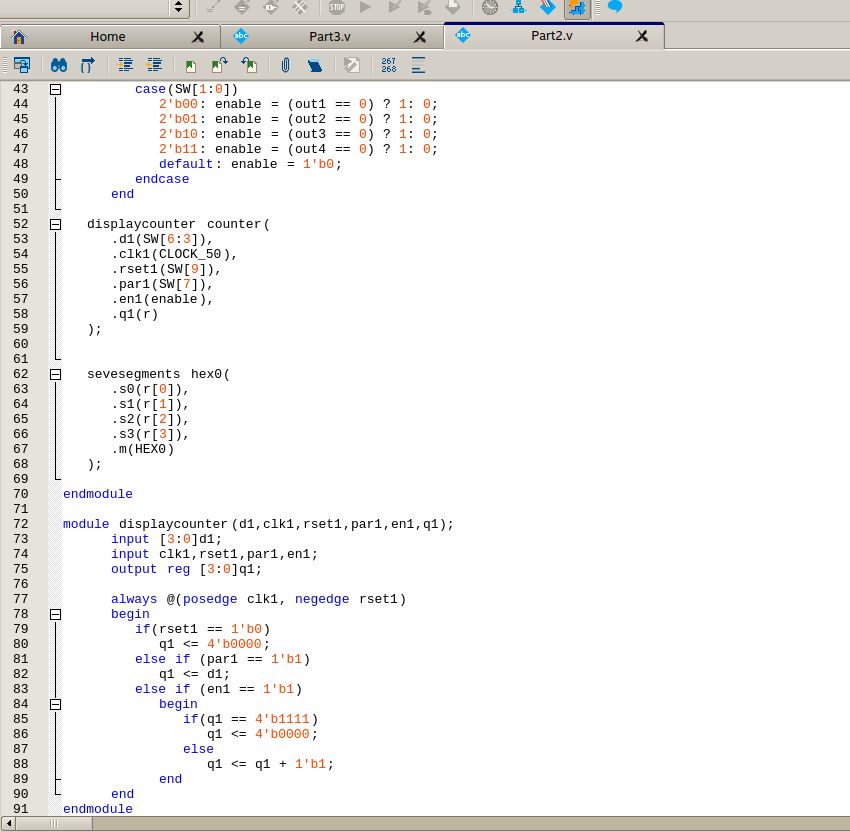 STOP
Home
abc
Part3.v
abc
Part2.v
267
268
43 case(SW[1:0])
44 2'b00: enable = (out1 == 0) ? 1: 0;
45 2'b01: enable = (out2 == 0) ? 1: 0;
46 2'b10: enable = (out3 == 0) ? 1: 0;
47 2'b11: enable = (out4 == 0) ? 1: 0;
48 default: enable = 1'b0;
49 endcase
50 end
51
52 displaycounter counter(
53 .d1(SW[6:3]),
54 .clk1(CLOCK_50),
55 .rset1(SW[9]),
56 .par1(SW[7]),
57 .en1(enable),
58 .q1(r)
59 );
60
61
62 sevesegments hex0(
63 .s0(r[0]),
64 .s1(r[1]),
65 .s2(r[2]),
66 .s3(r[3]),
67 .m(HEX0)
68 );
69
70 endmodule
71
72 module displaycounter(d1,clk1,rset1,par1,en1,q1);
73 input [3:0]d1;
74 input clk1,rset1,par1,en1;
75 output reg [3:0]q1;
76
77 always @(posedge clk1, negedge rset1)
78 begin
79 if(rset1 == 1'b0)
80 q1 <= 4'b0000;
81 else if (par1 == 1'b1)
82 q1 <= d1;
83 else if (en1 == 1'b1)
84 begin
85 if(q1 == 4'b1111)
86 q1 <= 4'b0000;
87 else
88 q1 <= q1 + 1'b1;
89 end
90 end
91 endmodule